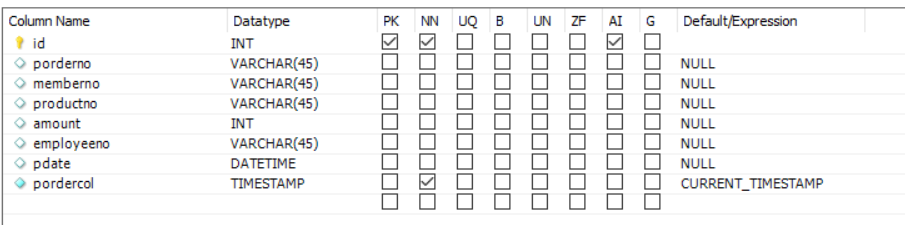 Column Name Datatype PK NN UQ B UN ZF AI G Default/Expression
id INT
porderno VARCHAR(45) NULL
memberno VARCHAR(45) NULL
productno VARCHAR(45) NULL
amount INT NULL
employeeno VARCHAR(45) NULL
pdate DATETIME NULL
pordercol TIMESTAMP CURRENT_TIMESTAMP